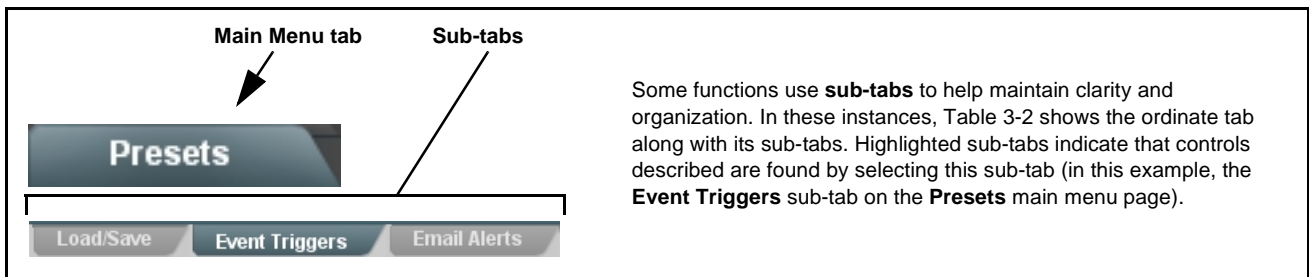 Main Menu tab
Sub-tabs
Presets
Load/Save
Event Triggers
Email Alerts
Some functions use sub-tabs to help maintain clarity and
organization. In these instances, Table 3-2 shows the ordinate tab
along with its sub-tabs. Highlighted sub-tabs indicate that controls
described are found by selecting this sub-tab (in this example, the
Event Triggers sub-tab on the Presets main menu page).